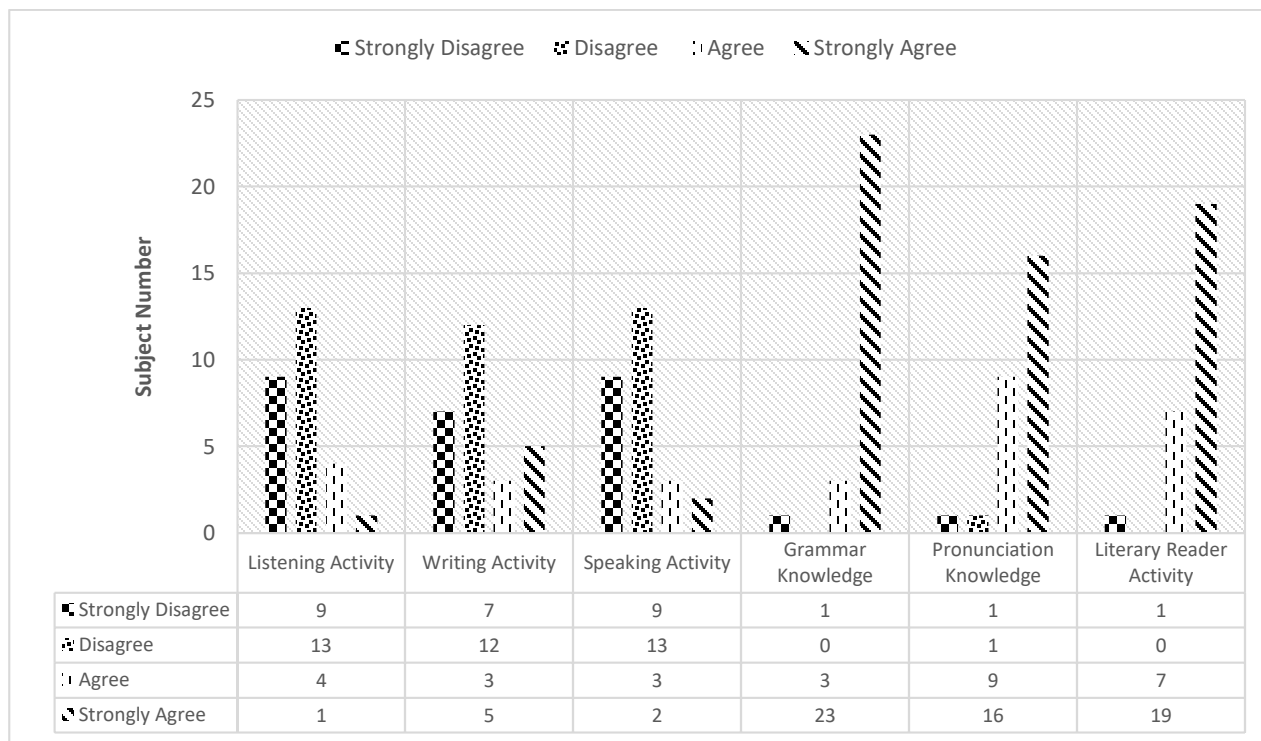 Strongly Disagree Disagree Agree Strongly Agree
25
20
15
10
5
0
Subject Number
Listening Activity Writing Activity Speaking Activity Grammar Knowledge Pronunciation Knowledge Literary Reader Activity
Strongly Disagree 9 7 9 1 1 1
Disagree 13 12 13 0 1 0
Agree 4 3 3 3 9 7
Strongly Agree 1 5 2 23 16 19